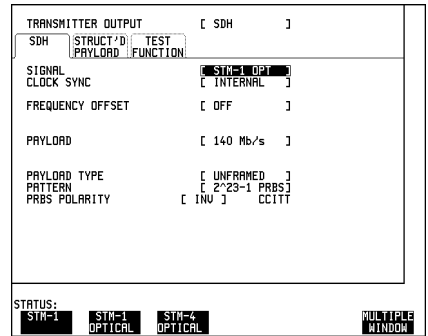 TRANSMITTER OUTPUT [ SDH ]
SDH STRUCT'D PAYLOAD TEST FUNCTION
SIGNAL [ STM-1 OPT ]
CLOCK SYNC [ INTERNAL ]
FREQUENCY OFFSET [ OFF ]
PAYLOAD [ 140 Mb/s ]
PAYLOAD TYPE [ UNFRAMED ]
PATTERN [ 2^23-1 PRBS]
PRBS POLARITY [ INV ] CCITT
STATUS:
STM-1 STM-1 OPTICAL STM-4 OPTICAL MULTIPLE WINDOW